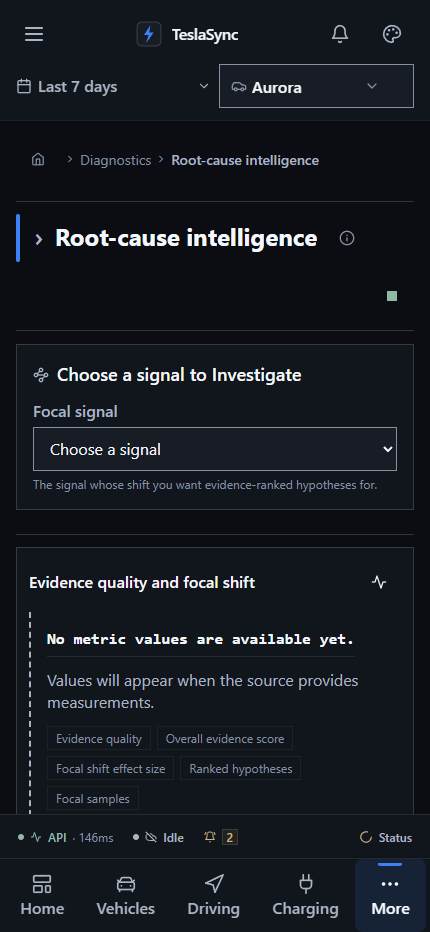 TeslaSync
Last 7 days
Aurora
Diagnostics
Root-cause intelligence
Root-cause intelligence
Choose a signal to Investigate
Focal signal
Choose a signal
The signal whose shift you want evidence-ranked hypotheses for.
Evidence quality and focal shift
No metric values are available yet.
Values will appear when the source provides
measurements.
Evidence quality
Overall evidence score
Focal shift effect size
Ranked hypotheses
Focal samples
API · 146ms
Idle
2
Status
Home
Vehicles
Driving
Charging
More